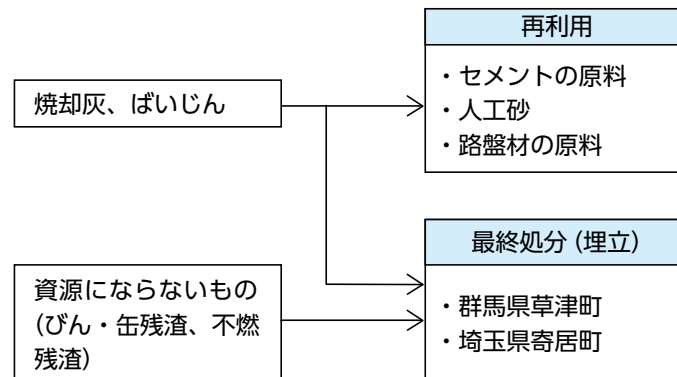 再利用
・セメントの原料
・人工砂
・路盤材の原料
焼却灰、ばいじん
最終処分（埋立）
・群馬県草津町
・埼玉県寄居町
資源にならないもの
（びん・缶残渣、不燃
残渣）